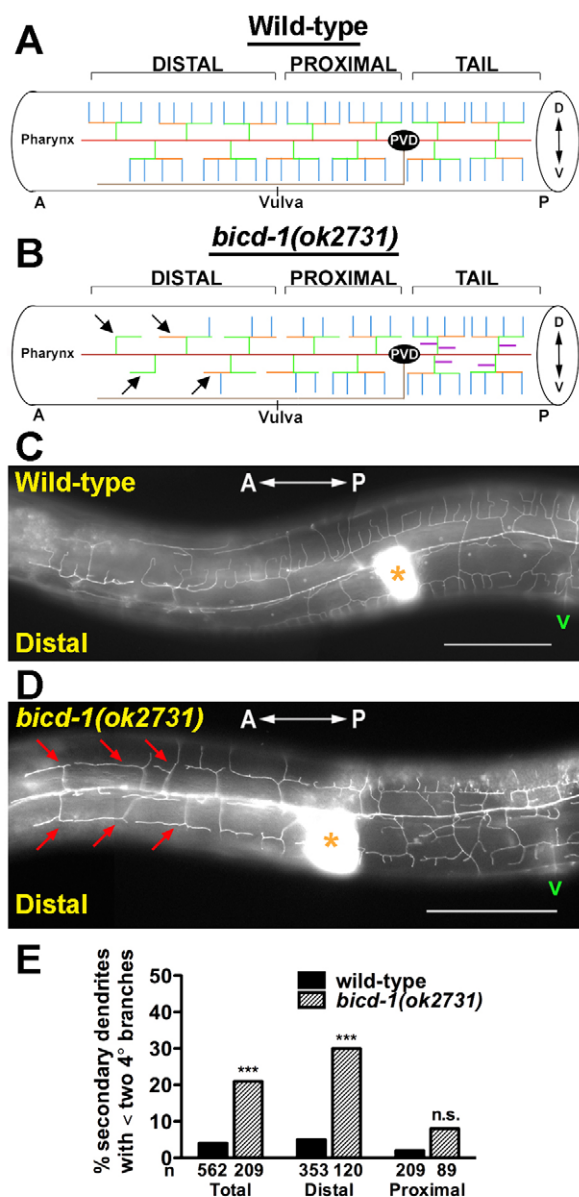 A
Wild-type
DISTAL PROXIMAL TAIL
Pharynx
PVD
D
V
A Vulva P
B
bicd-1(ok2731)
DISTAL PROXIMAL TAIL
Pharynx
PVD
D
V
A Vulva P
C
Wild-type
A P
*
V
Distal
D
bicd-1(ok2731)
A P
*
V
Distal
E
% secondary dendrites
with < two 4° branches
wild-type
bicd-1(ok2731)
50
40
30
20
10
0
***
***
n.s.
n 562 209 353 120 209 89
Total Distal Proximal